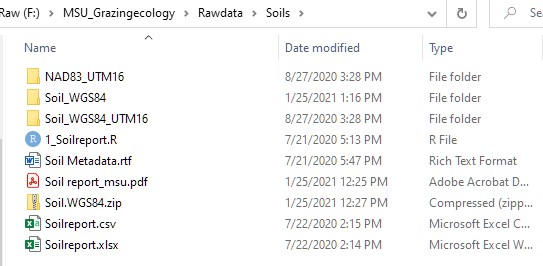 Raw (F:) › MSU_Grazingecology › Rawdata › Soils › Sea
Name Date modified Type
NAD83_UTM16 8/27/2020 3:28 PM File folder
Soil_WGS84 1/25/2021 1:16 PM File folder
Soil_WGS84_UTM16 8/27/2020 3:28 PM File folder
1_Soilreport.R 7/21/2020 5:13 PM R File
Soil Metadata.rtf 7/21/2020 5:47 PM Rich Text Format
Soil report_msu.pdf 1/25/2021 12:25 PM Adobe Acrobat D...
Soil.WGS84.zip 1/25/2021 12:27 PM Compressed (zipp...
Soilreport.csv 7/22/2020 2:15 PM Microsoft Excel C...
Soilreport.xlsx 7/22/2020 2:14 PM Microsoft Excel W...